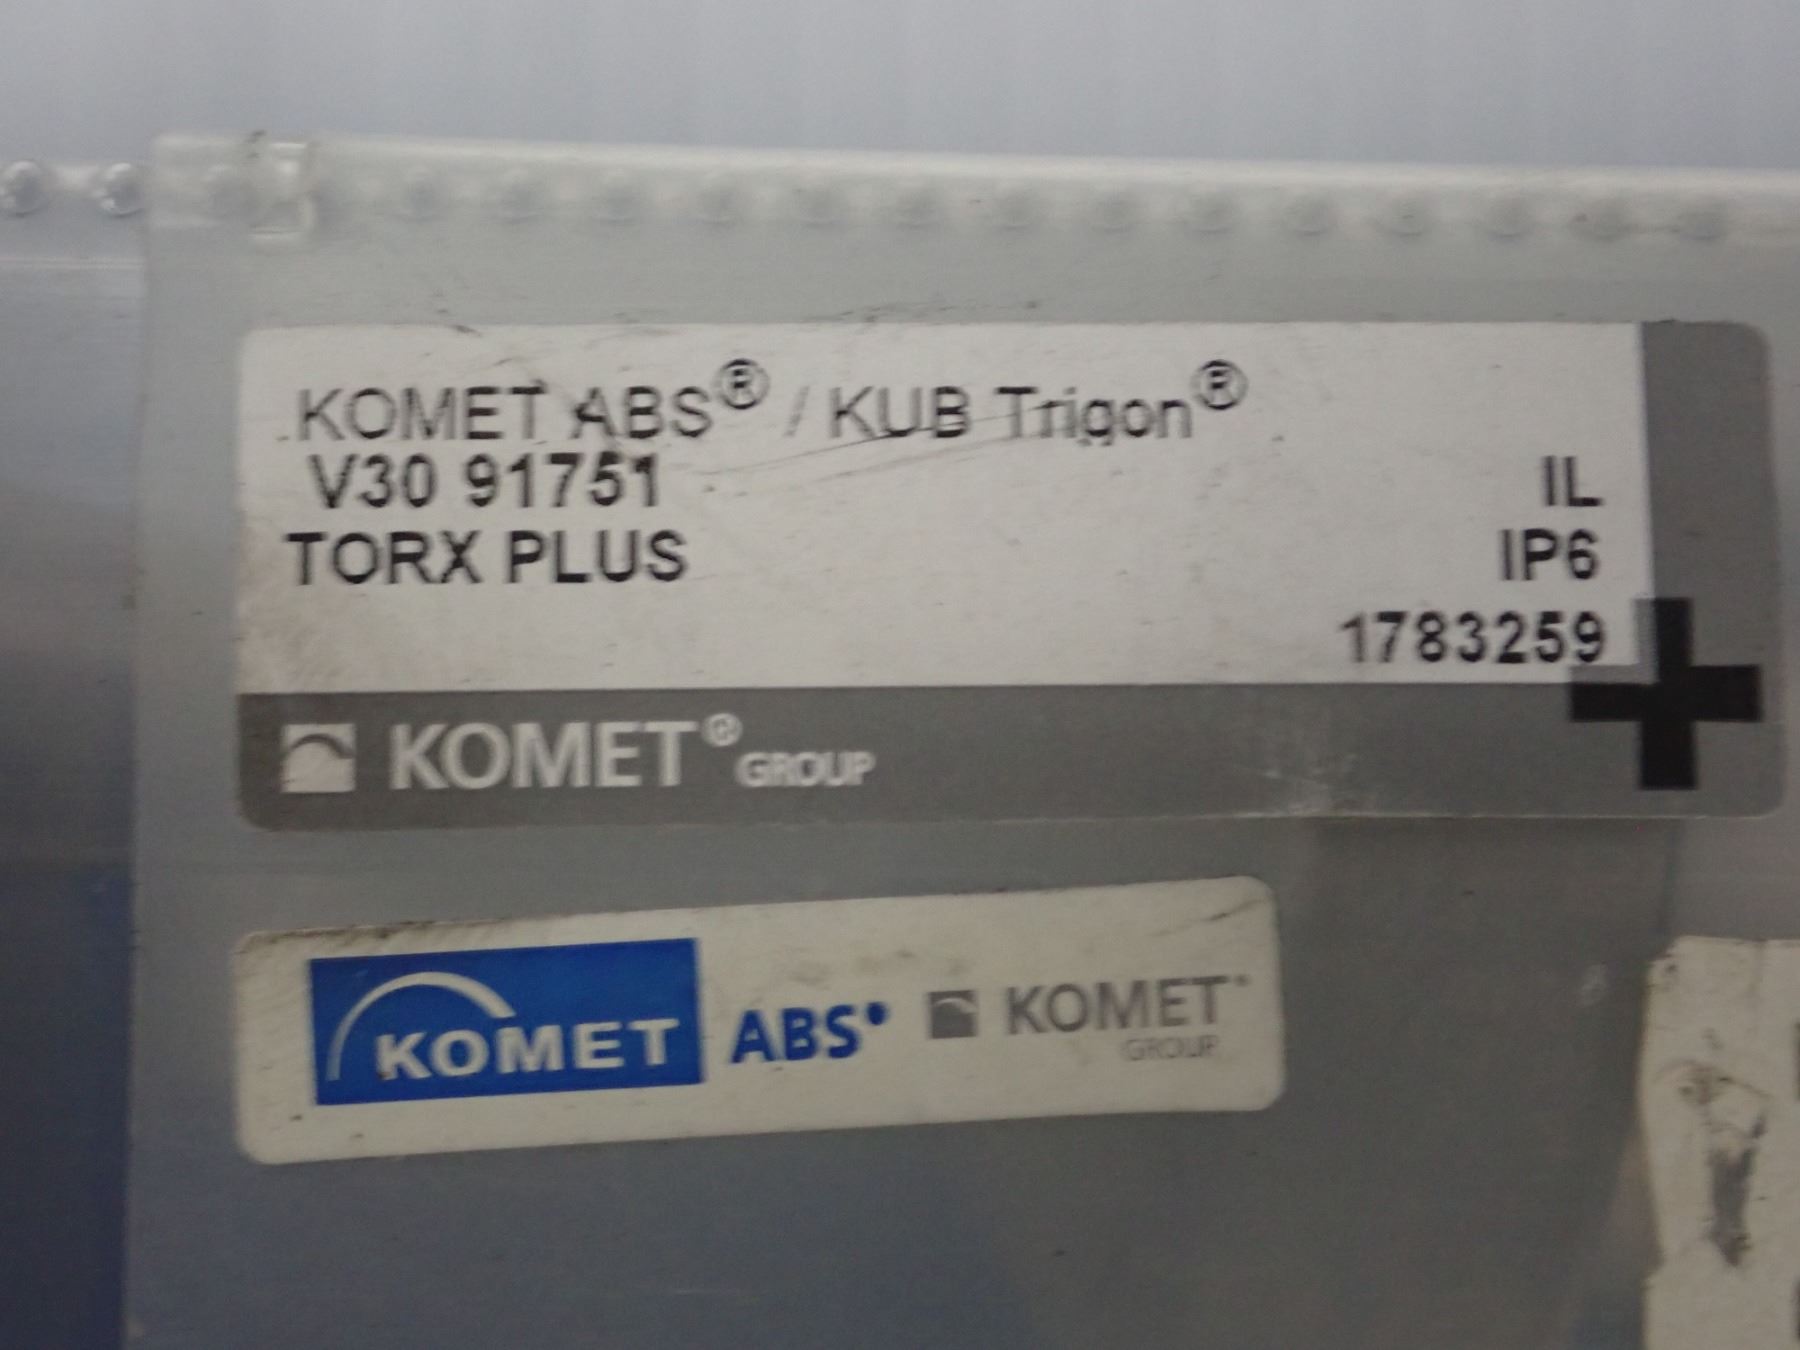 KOMET ABS® / KUB Trigon®
V30 91751 IL
TORX PLUS IP6
1783259
KOMET® GROUP
KOMET ABS® KOMET® GROUP